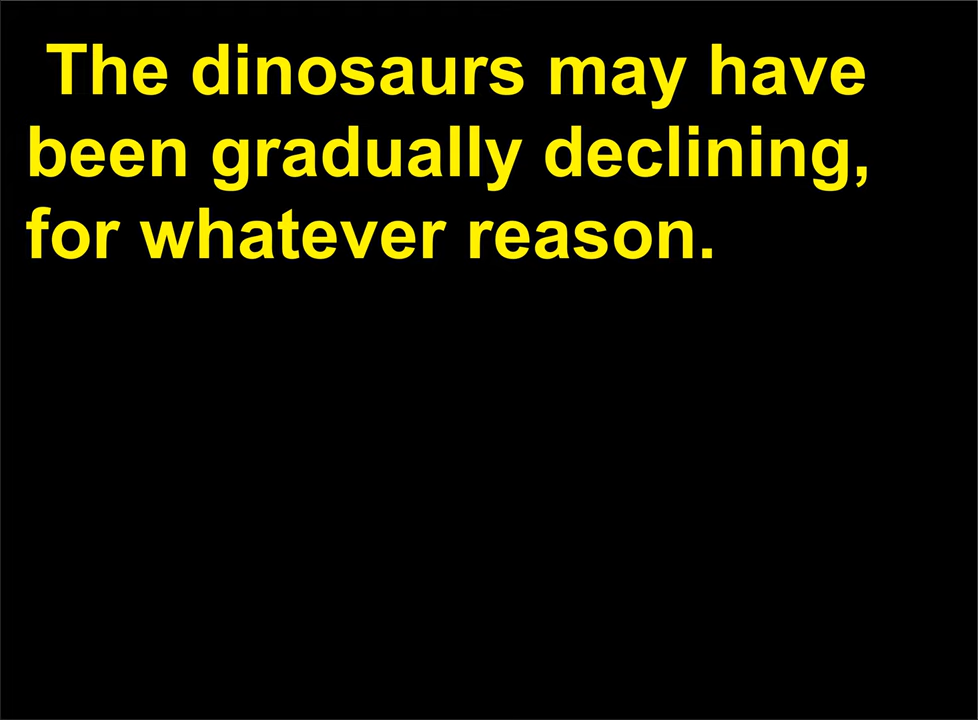 The dinosaurs may have
been gradually declining,
for whatever reason.